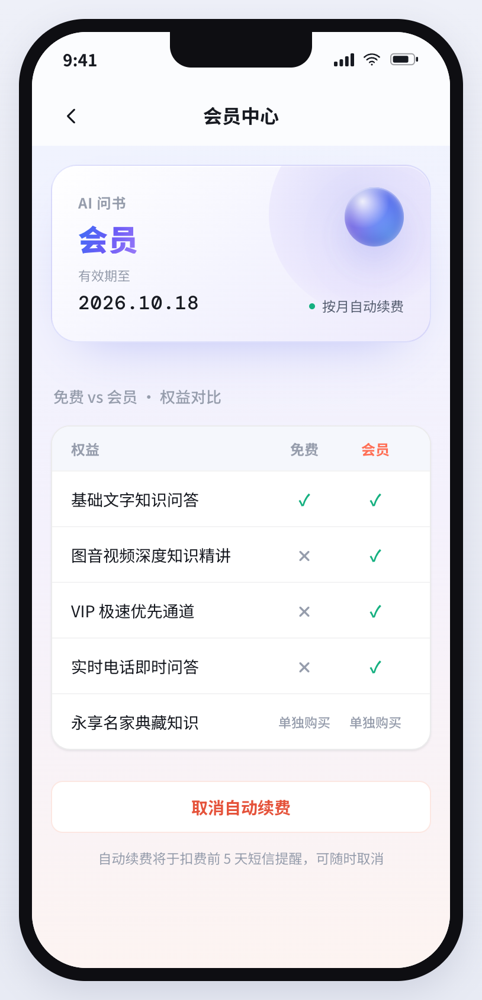 9:41
会员中心
AI 问书
会员
有效期至
2026.10.18
按月自动续费
免费 vs 会员 · 权益对比
权益 免费 会员
基础文字知识问答 ✓ ✓
图音视频深度知识精讲 ✕ ✓
VIP 极速优先通道 ✕ ✓
实时电话即时问答 ✕ ✓
永享名家典藏知识 单独购买 单独购买
取消自动续费
自动续费将于扣费前 5 天短信提醒，可随时取消